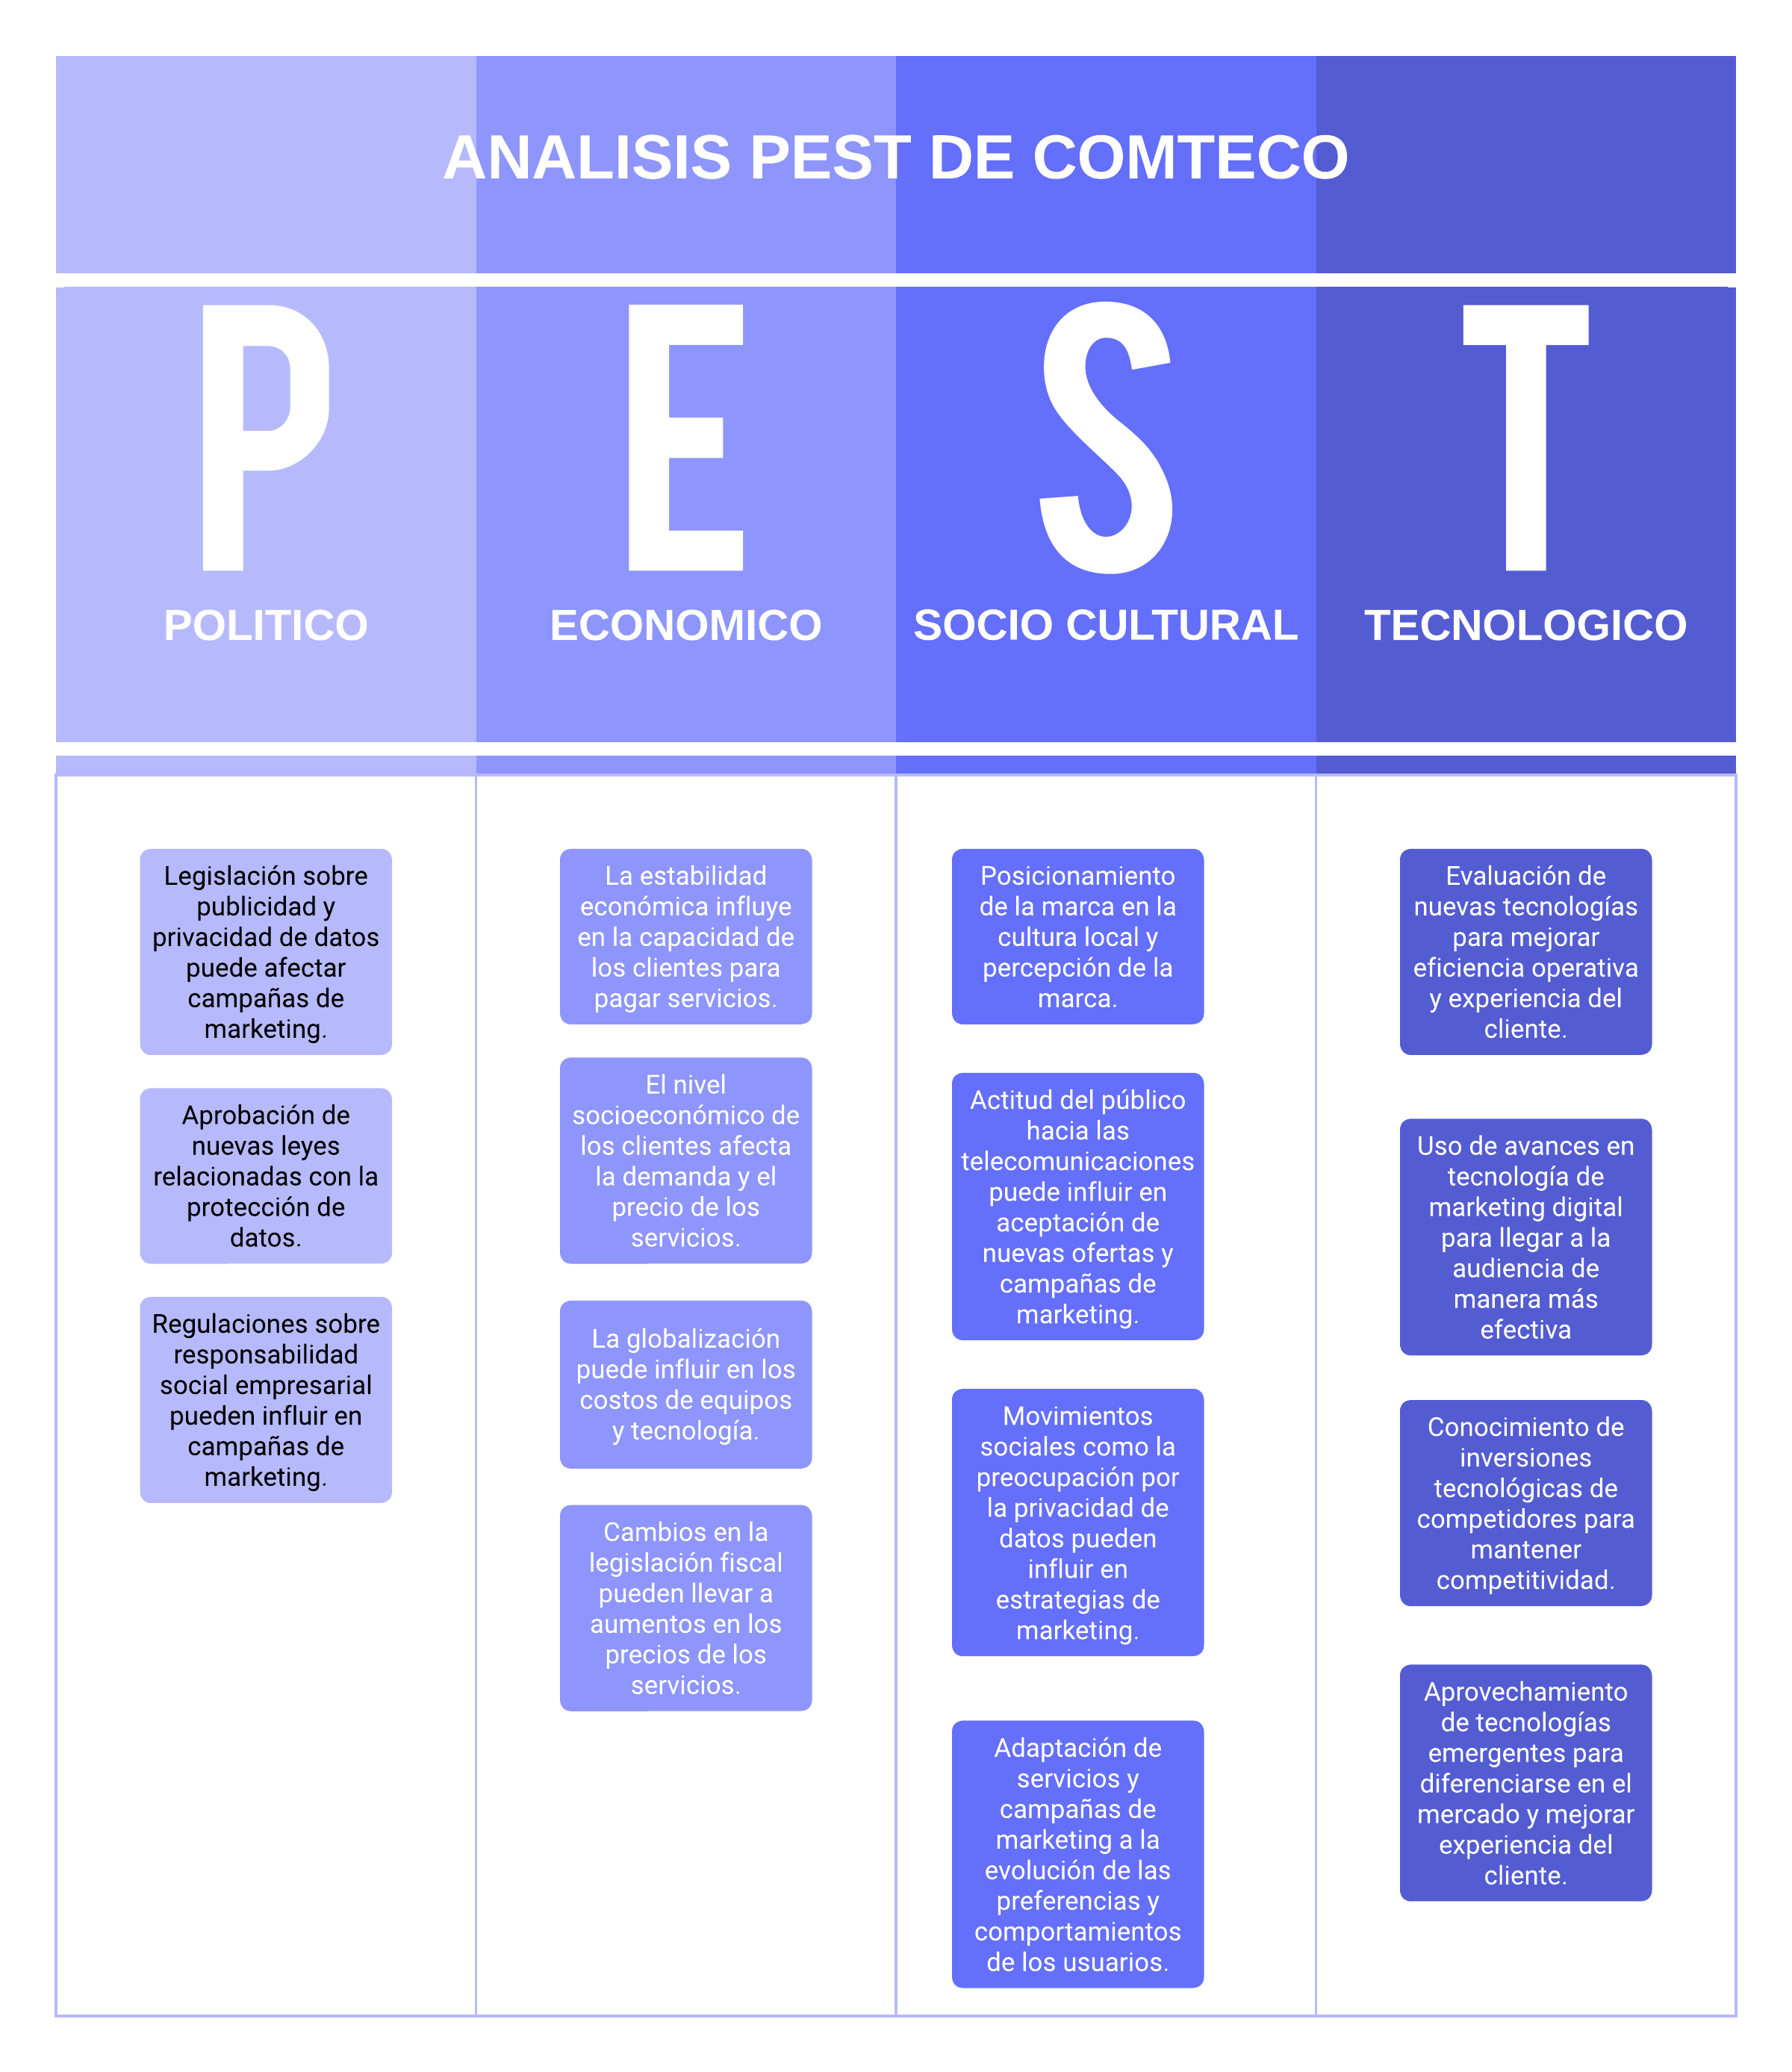 ANALISIS PEST DE COMTECO
P
POLITICO
E
ECONOMICO
S
SOCIO CULTURAL
T
TECNOLOGICO
Legislación sobre
publicidad y
privacidad de datos
puede afectar
campañas de
marketing.
Aprobación de
nuevas leyes
relacionadas con la
protección de
datos.
Regulaciones sobre
responsabilidad
social empresarial
pueden influir en
campañas de
marketing.
La estabilidad
económica influye
en la capacidad de
los clientes para
pagar servicios.
El nivel
socioeconómico de
los clientes afecta
la demanda y el
precio de los
servicios.
La globalización
puede influir en los
costos de equipos
y tecnología.
Cambios en la
legislación fiscal
pueden llevar a
aumentos en los
precios de los
servicios.
Posicionamiento
de la marca en la
cultura local y
percepción de la
marca.
Actitud del público
hacia las
telecomunicaciones
puede influir en
aceptación de
nuevas ofertas y
campañas de
marketing.
Movimientos
sociales como la
preocupación por
la privacidad de
datos pueden
influir en
estrategias de
marketing.
Adaptación de
servicios y
campañas de
marketing a la
evolución de las
preferencias y
comportamientos
de los usuarios.
Evaluación de
nuevas tecnologías
para mejorar
eficiencia operativa
y experiencia del
cliente.
Uso de avances en
tecnología de
marketing digital
para llegar a la
audiencia de
manera más
efectiva
Conocimiento de
inversiones
tecnológicas de
competidores para
mantener
competitividad.
Aprovechamiento
de tecnologías
emergentes para
diferenciarse en el
mercado y mejorar
experiencia del
cliente.